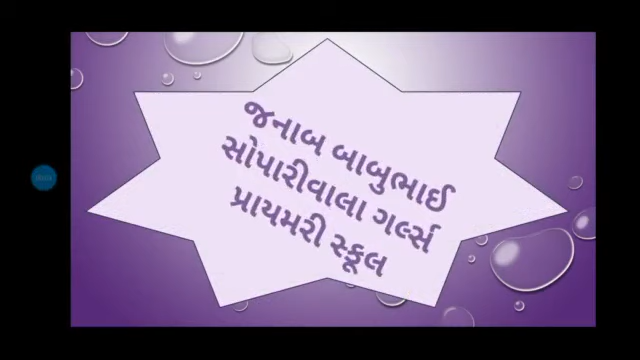 જનાબ બાબુભાઈ
સોપારીવાલા ગર્લ્સ
પ્રાયમરી સ્કૂલ